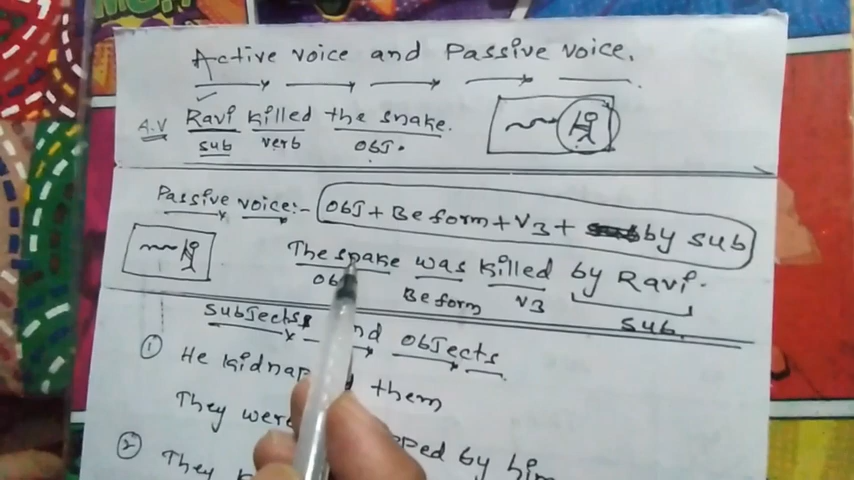 Active voice and Passive voice.
A.V Ravi killed the snake.
sub verb obj.
Passive voice:- obj + Be form + V3 + by sub
The snake was killed by Ravi.
Be form V3 sub.
subjects and objects
1 He kidnapped them
They were by him
2 They